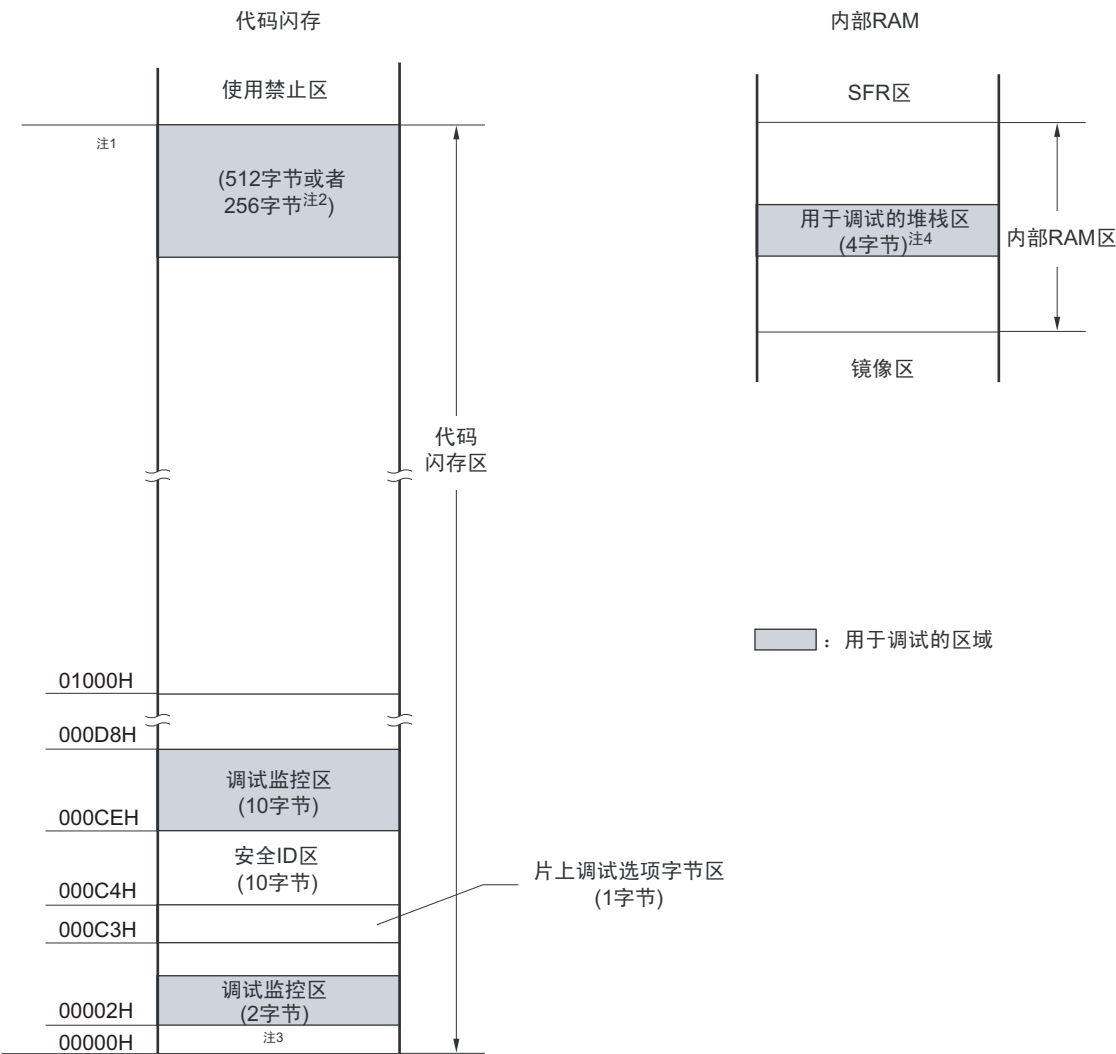 代码闪存
使用禁止区
注1
(512字节或者
256字节注2)
代码
闪存区
01000H
000D8H
调试监控区
(10字节)
000CEH
安全ID区
(10字节)
000C4H
000C3H
片上调试选项字节区
(1字节)
调试监控区
(2字节)
00002H
注3
00000H
内部RAM
SFR区
用于调试的堆栈区
(4字节)注4
内部RAM区
镜像区
：用于调试的区域